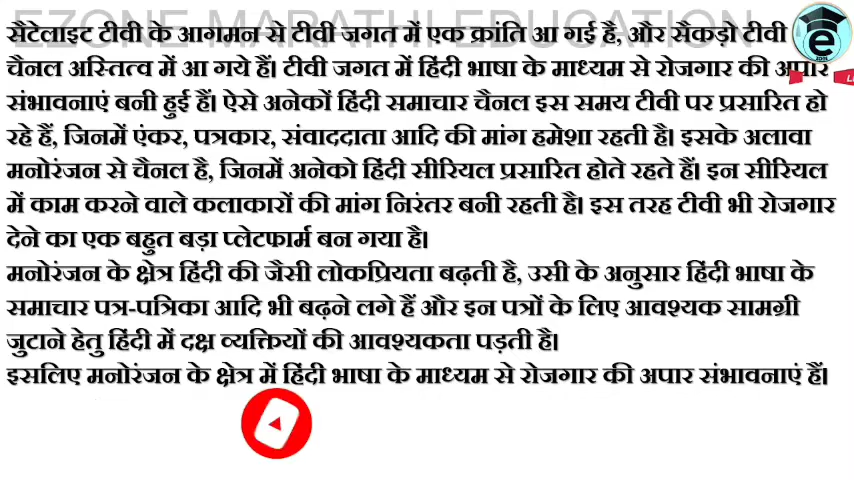 EZONE MARATHI EDUCATION
सैटेलाइट टीवी के आगमन से टीवी जगत में एक क्रांति आ गई है, और सैकड़ो टीवी
चैनल अस्तित्व में आ गये हैं। टीवी जगत में हिंदी भाषा के माध्यम से रोजगार की अपार
संभावनाएं बनी हुई हैं। ऐसे अनेकों हिंदी समाचार चैनल इस समय टीवी पर प्रसारित हो
रहे हैं, जिनमें एंकर, पत्रकार, संवाददाता आदि की मांग हमेशा रहती है। इसके अलावा
मनोरंजन से चैनल है, जिनमें अनेको हिंदी सीरियल प्रसारित होते रहते हैं। इन सीरियल
में काम करने वाले कलाकारों की मांग निरंतर बनी रहती है। इस तरह टीवी भी रोजगार
देने का एक बहुत बड़ा प्लेटफार्म बन गया है।
मनोरंजन के क्षेत्र हिंदी की जैसी लोकप्रियता बढ़ती है, उसी के अनुसार हिंदी भाषा के
समाचार पत्र-पत्रिका आदि भी बढ़ने लगे हैं और इन पत्रों के लिए आवश्यक सामग्री
जुटाने हेतु हिंदी में दक्ष व्यक्तियों की आवश्यकता पड़ती है।
इसलिए मनोरंजन के क्षेत्र में हिंदी भाषा के माध्यम से रोजगार की अपार संभावनाएं हैं।